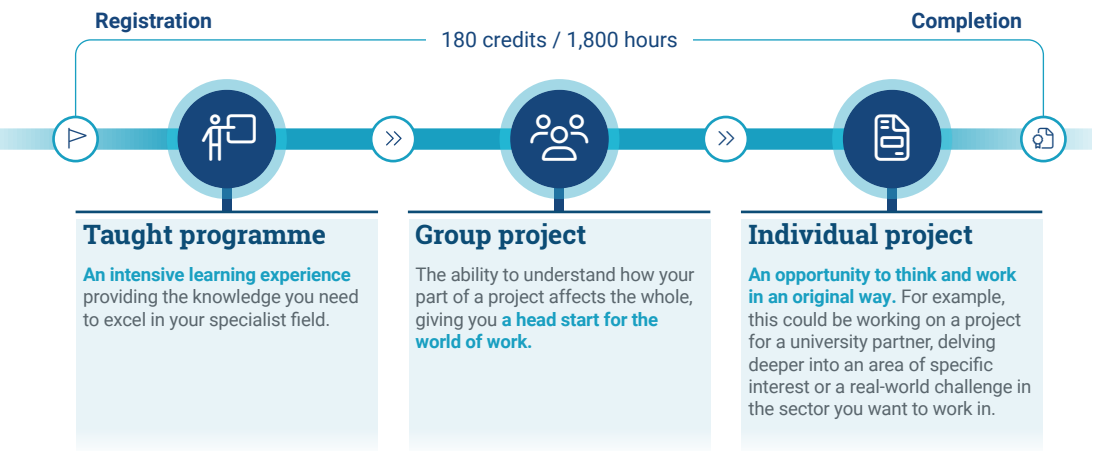 Registration
Completion
180 credits / 1,800 hours
Taught programme
An intensive learning experience
providing the knowledge you need
to excel in your specialist field.
Group project
The ability to understand how your
part of a project affects the whole,
giving you a head start for the
world of work.
Individual project
An opportunity to think and work
in an original way. For example,
this could be working on a project
for a university partner, delving
deeper into an area of specific
interest or a real-world challenge in
the sector you want to work in.